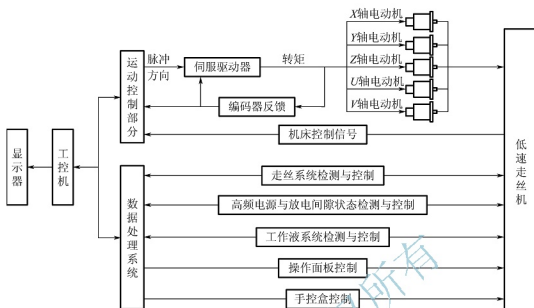 显示器
工控机
运动控制部分
脉冲
方向
伺服驱动器
转矩
编码器反馈
X轴电动机
Y轴电动机
Z轴电动机
U轴电动机
V轴电动机
机床控制信号
数据处理系统
走丝系统检测与控制
高频电源与放电间隙状态检测与控制
工作液系统检测与控制
操作面板控制
手控盒控制
低速走丝机
所有